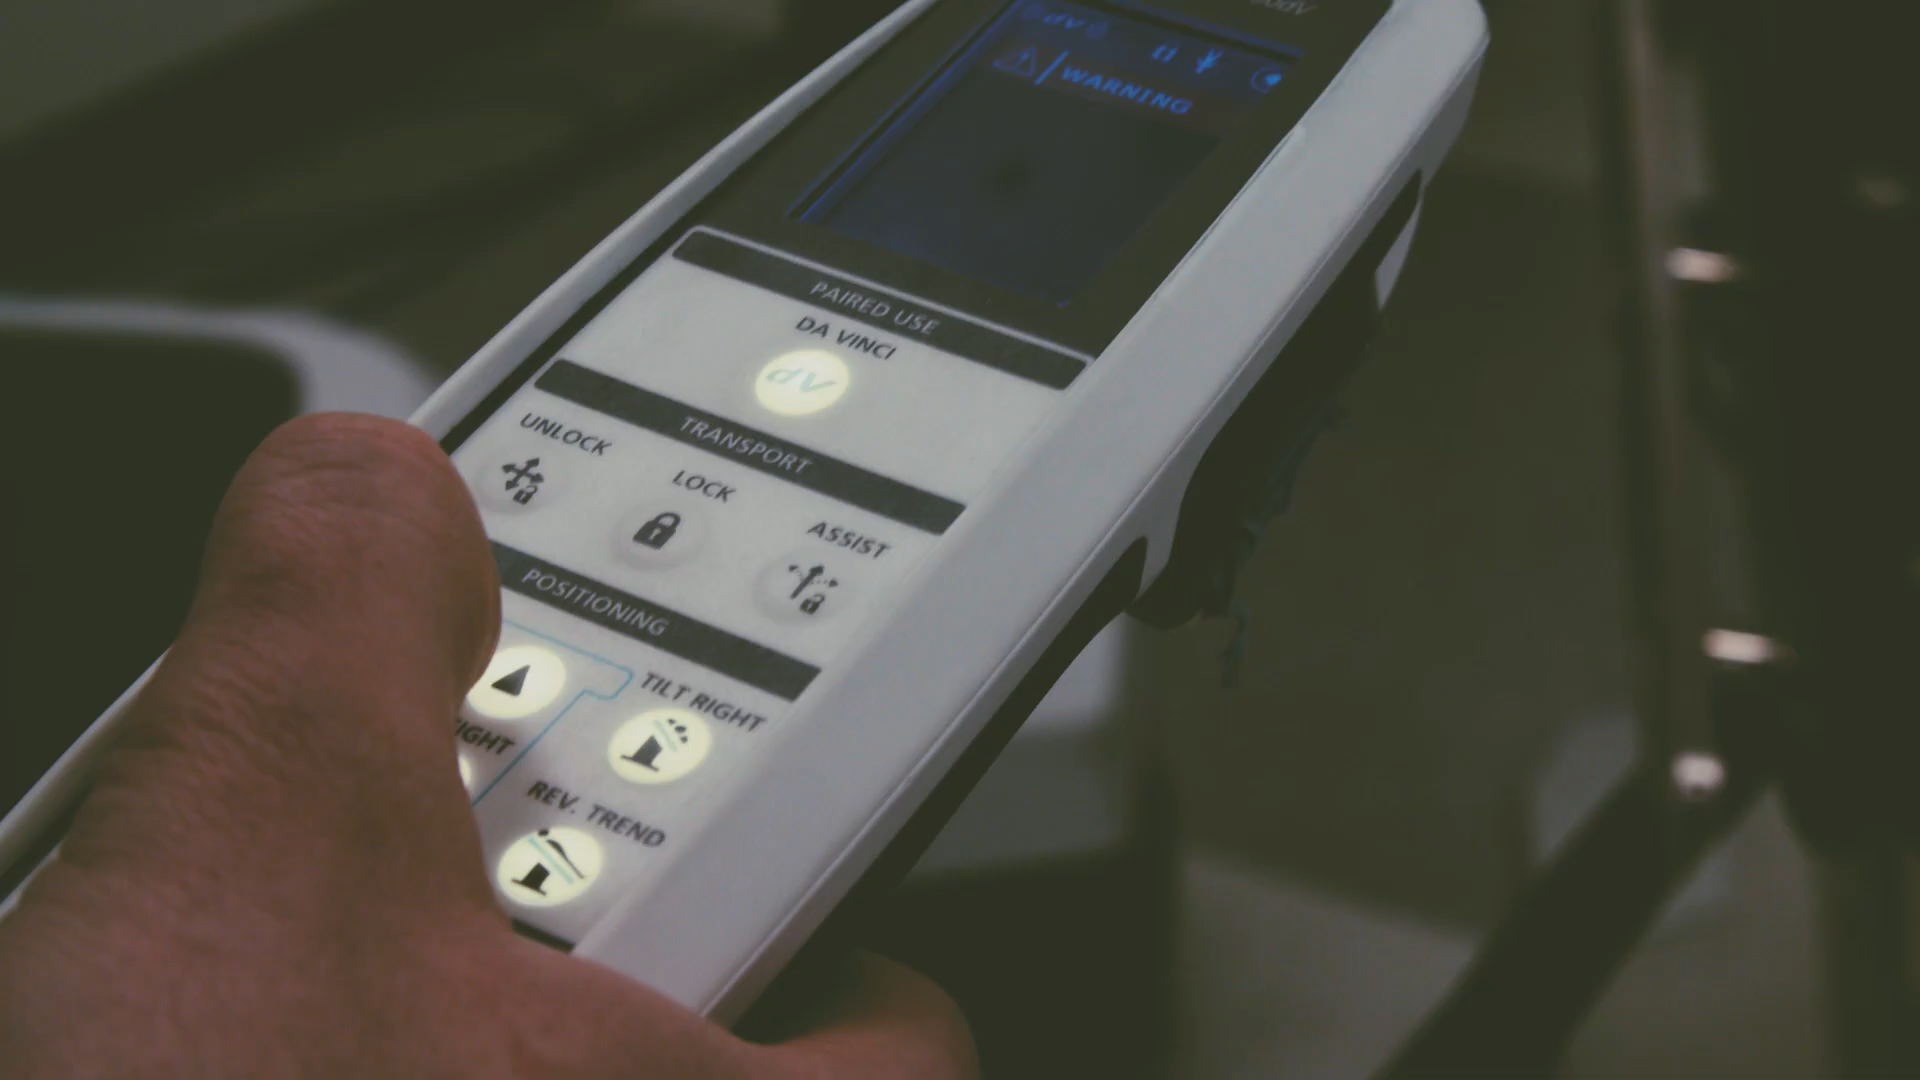 WARNING
PAIRED USE
DA VINCI
dV
TRANSPORT
UNLOCK
LOCK
ASSIST
POSITIONING
TILT RIGHT
REV. TREND